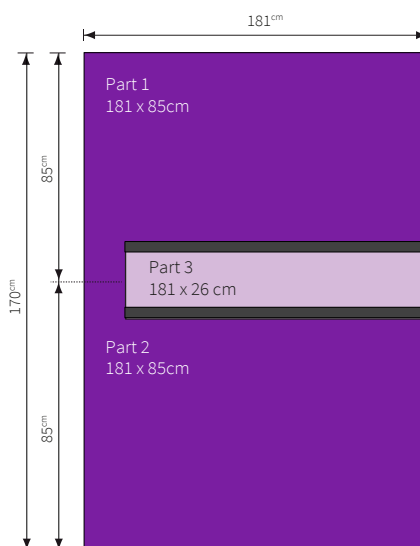 181cm
Part 1
181 x 85cm
85cm
Part 3
181 x 26 cm
170cm
Part 2
181 x 85cm
85cm